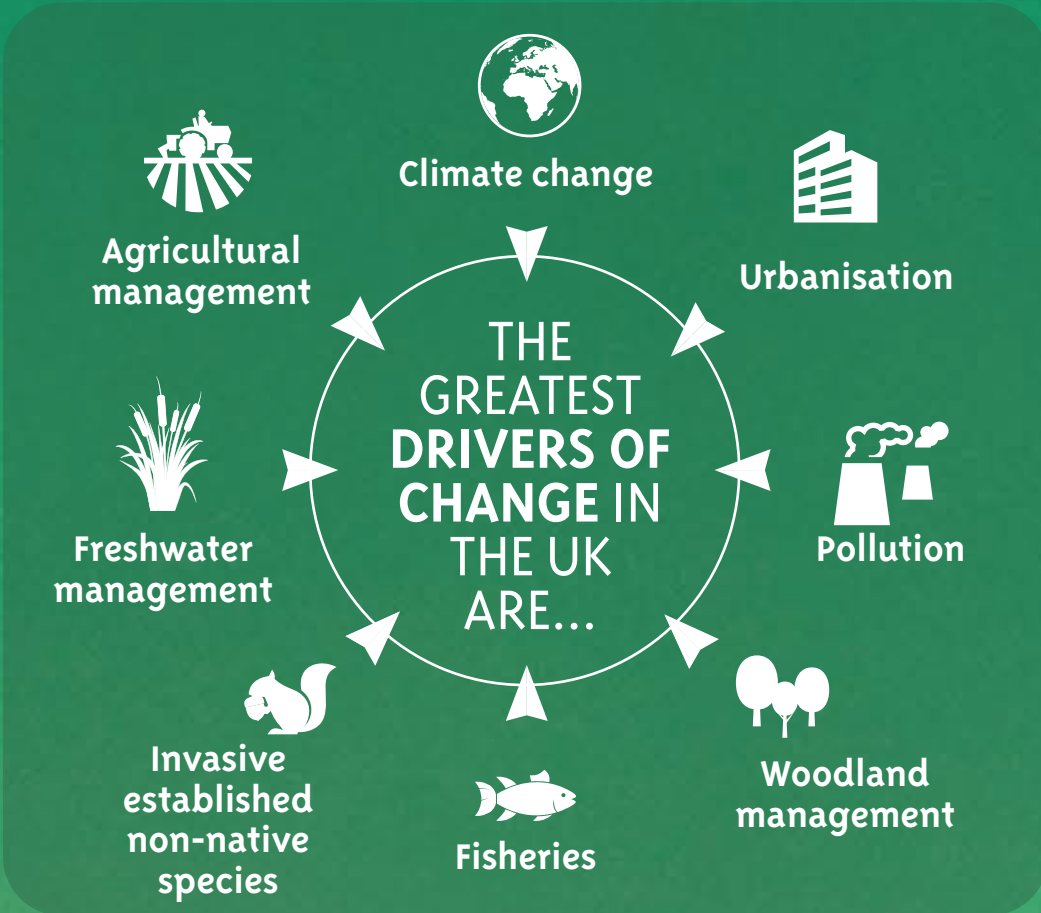 Climate change
Urbanisation
Pollution
Woodland
management
Fisheries
Invasive
established
non-native
species
Freshwater
management
Agricultural
management
THE
GREATEST
DRIVERS OF
CHANGE IN
THE UK
ARE...